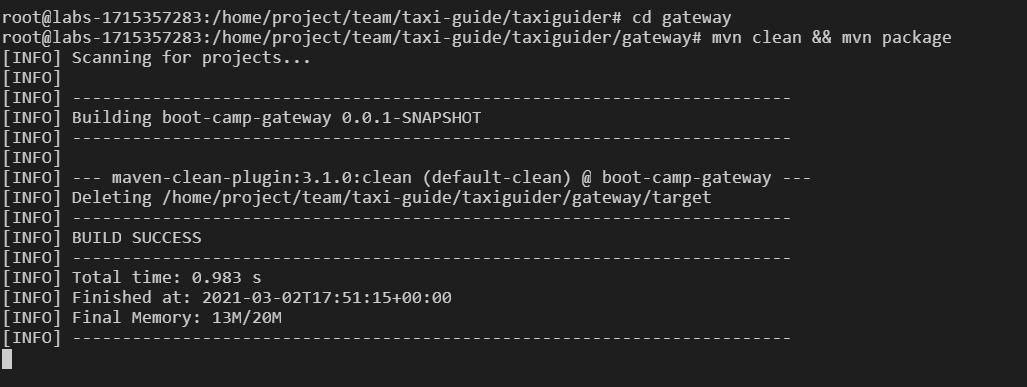 root@labs-1715357283:/home/project/team/taxi-guide/taxiguider# cd gateway
root@labs-1715357283:/home/project/team/taxi-guide/taxiguider/gateway# mvn clean && mvn package
[INFO] Scanning for projects...
[INFO]
[INFO] ------------------------------------------------------------------------
[INFO] Building boot-camp-gateway 0.0.1-SNAPSHOT
[INFO] ------------------------------------------------------------------------
[INFO]
[INFO] --- maven-clean-plugin:3.1.0:clean (default-clean) @ boot-camp-gateway ---
[INFO] Deleting /home/project/team/taxi-guide/taxiguider/gateway/target
[INFO] ------------------------------------------------------------------------
[INFO] BUILD SUCCESS
[INFO] ------------------------------------------------------------------------
[INFO] Total time: 0.983 s
[INFO] Finished at: 2021-03-02T17:51:15+00:00
[INFO] Final Memory: 13M/20M
[INFO] ------------------------------------------------------------------------